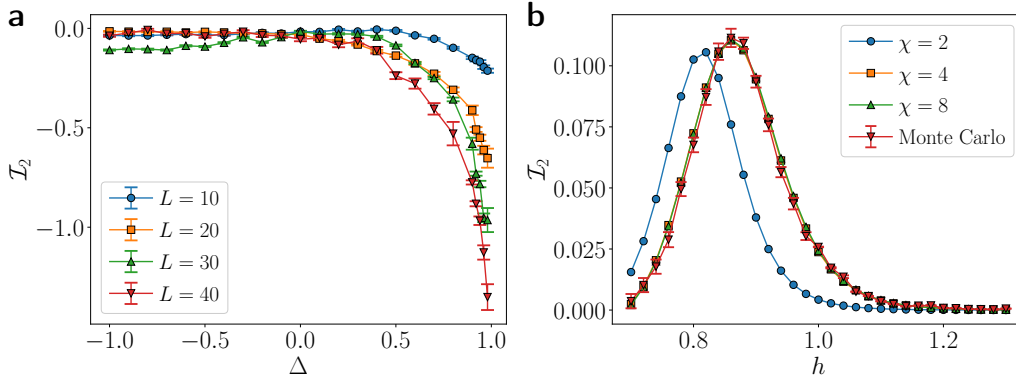 a
0.0
−0.5
−1.0
I₂
L = 10
L = 20
L = 30
L = 40
−1.0 −0.5 0.0 0.5 1.0
Δ
b
0.100
0.075
0.050
0.025
0.000
I₂
χ = 2
χ = 4
χ = 8
Monte Carlo
0.8 1.0 1.2
h